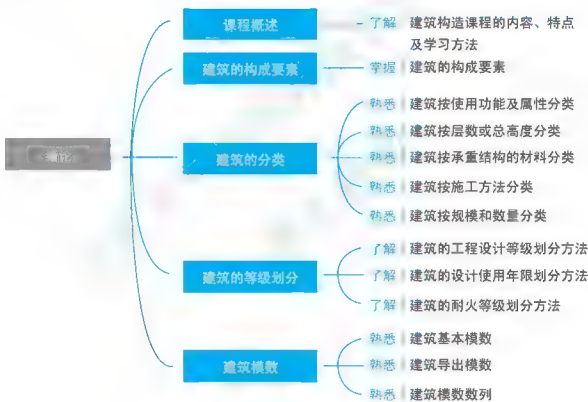 课程概述
了解 建筑构造课程的内容、特点
及学习方法
建筑的构成要素
掌握 建筑的构成要素
建筑的分类
熟悉 建筑按使用功能及属性分类
熟悉 建筑按层数或总高度分类
熟悉 建筑按承重结构的材料分类
熟悉 建筑按施工方法分类
熟悉 建筑按规模和数量分类
建筑的等级划分
了解 建筑的工程设计等级划分方法
了解 建筑的设计使用年限划分方法
了解 建筑的耐火等级划分方法
建筑模数
熟悉 建筑基本模数
熟悉 建筑导出模数
熟悉 建筑模数数列